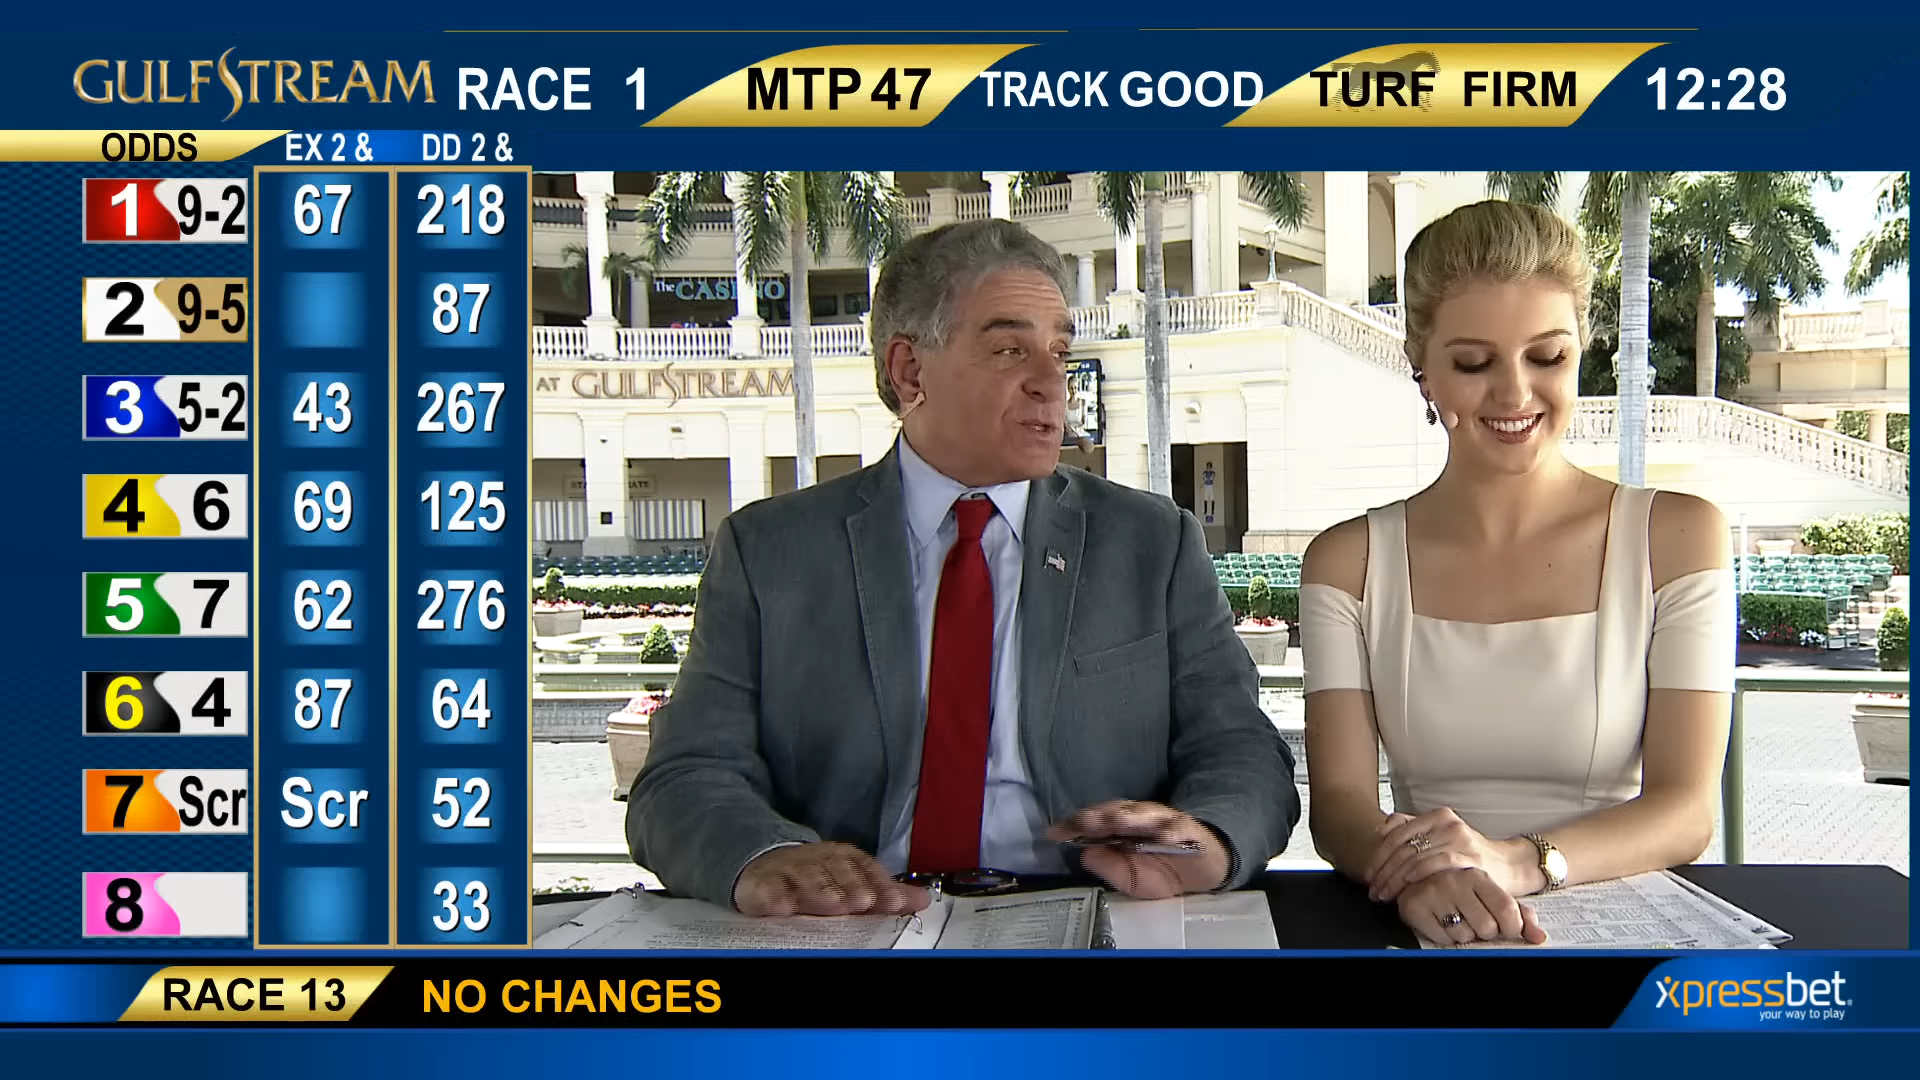 GULFSTREAM RACE 1 MTP 47 TRACK GOOD TURF FIRM 12:28
ODDS EX 2 & DD 2 &
1 9-2 67 218
2 9-5 87
3 5-2 43 267
4 6 69 125
5 7 62 276
6 4 87 64
7 Scr Scr 52
8 33
The CASINO
AT GULFSTREAM
RACE 13 NO CHANGES
xpressbet
your way to play